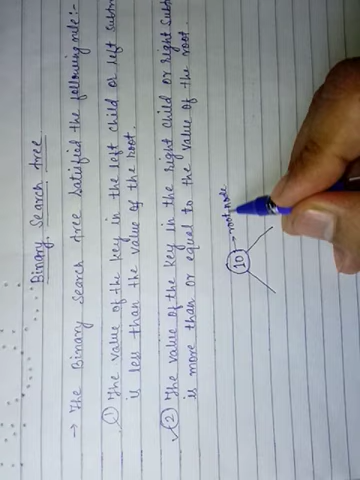 Binary Search tree
→ The Binary Search tree Satified the following rule:-
① The value of the key in the left child or left subtr
is less than the value of the root.
② The value of the key in the right child or right subt
is more than or equal to the value of the root.
10 → root node